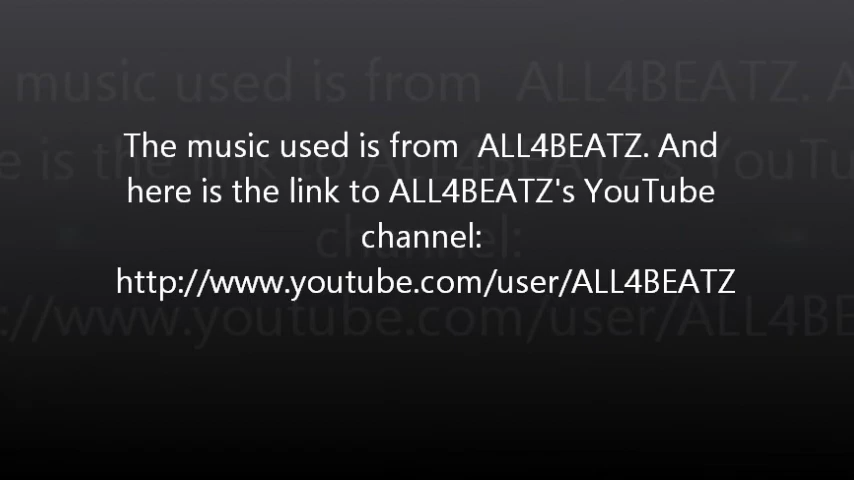 The music used is from  ALL4BEATZ. And
here is the link to ALL4BEATZ's YouTube
channel:
http://www.youtube.com/user/ALL4BEATZ